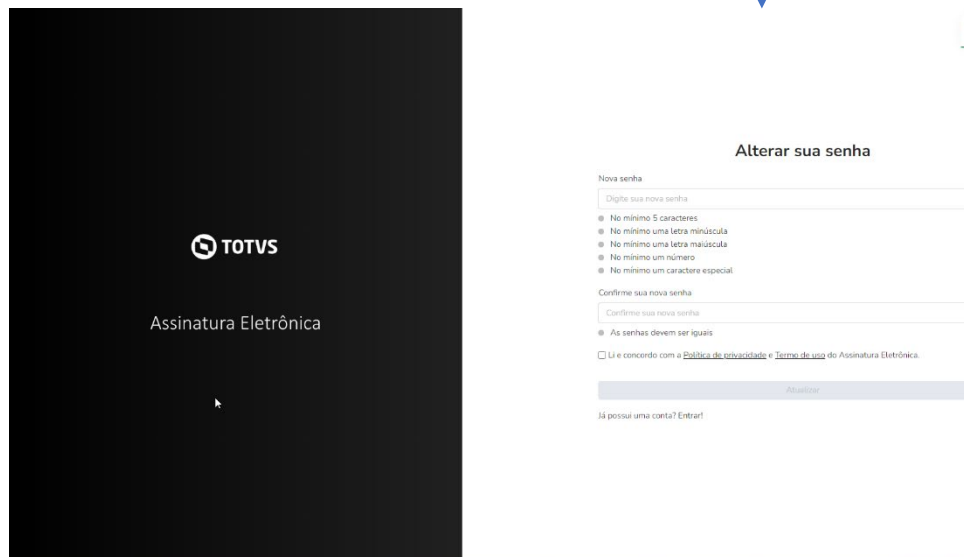 TOTVS
Assinatura Eletrônica
Alterar sua senha
Nova senha
Digite sua nova senha
No mínimo 5 caracteres
No mínimo uma letra minúscula
No mínimo uma letra maiúscula
No mínimo um número
No mínimo um caractere especial
Confirme sua nova senha
Confirme sua nova senha
As senhas devem ser iguais
Li e concordo com a Política de privacidade e Termo de uso do Assinatura Eletrônica.
Atualizar
Já possui uma conta? Entrar!